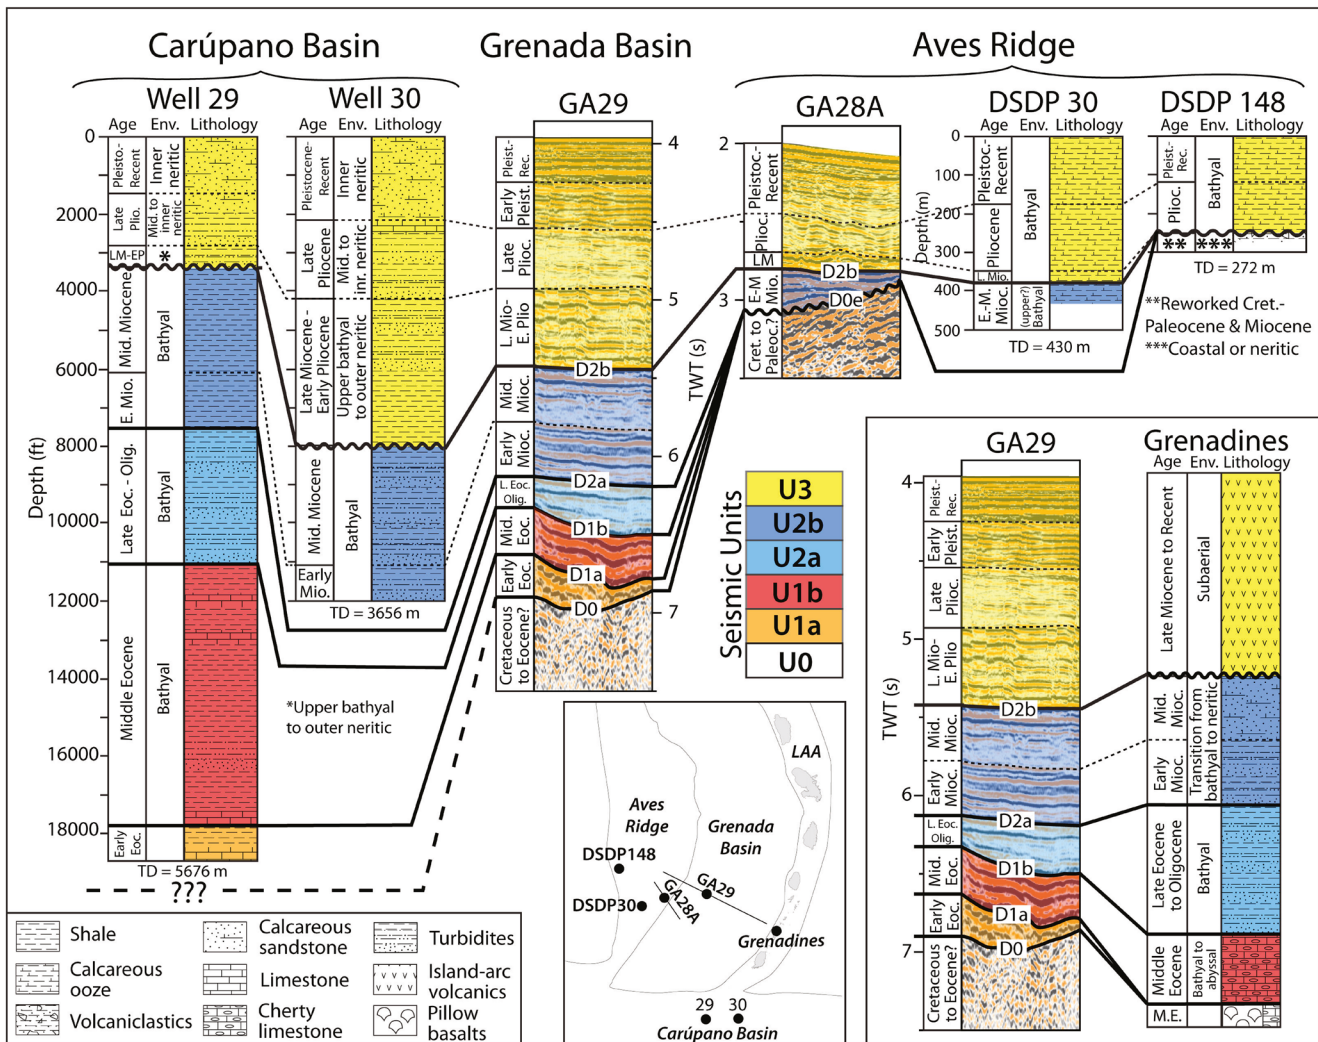 Carúpano Basin
Grenada Basin
Aves Ridge
Well 29
Age Env. Lithology
0
2000
4000
6000
8000
10000
12000
14000
16000
18000
Depth (ft)
Pleisto.-
Recent
Late
Plio.
LM-EP
Mid. Miocene
E. Mio.
Late Eoc. - Olig.
Middle Eocene
Early
Eoc.
Inner
neritic
Mid. to
inner
neritic
*
Bathyal
Bathyal
Bathyal
TD = 5676 m
???
Well 30
Age Env. Lithology
Pleistocene-
Recent
Late
Pliocene
Late Miocene -
Early Pliocene
Mid. Miocene
Early
Mio.
Inner
neritic
Mid. to
inr. neritic
Upper bathyal
to outer neritic
Bathyal
TD = 3656 m
*Upper bathyal
to outer neritic
GA29
Pleist.-
Rec.
Early
Pleist.
Late
Plioc.
L. Mio-
E. Plio
Mid.
Mioc.
Early
Mioc.
L. Eoc.
Olig.
Mid.
Eoc.
Early
Eoc.
Cretaceous
to Eocene?
D2b
D2a
D1b
D1a
D0
4
5
6
7
TWT (s)
GA28A
2
3
Pleistoc.-
Recent
Plioc.
LM
E-M
Mio.
Cret. to
Paleoc.?
D2b
D0e
DSDP 30
Age Env. Lithology
0
100
200
300
400
500
Depth(m)
Pleistoc.-
Recent
Pliocene
L. Mio.
E.-M.
Mioc.
Bathyal
(upper?)
Bathyal
TD = 430 m
DSDP 148
Age Env. Lithology
Pleist.-
Rec.
Plioc.
Bathyal
** ***
TD = 272 m
**Reworked Cret.-
Paleocene & Miocene
***Coastal or neritic
Seismic Units
U3
U2b
U2a
U1b
U1a
U0
GA29
4
5
6
7
TWT (s)
Pleist.-
Rec.
Early
Pleist.
Late
Plioc.
L. Mio-
E. Plio
Mid.
Mioc.
Early
Mioc.
L. Eoc.
Olig.
Mid.
Eoc.
Early
Eoc.
Cretaceous
to Eocene?
D2b
D2a
D1b
D1a
D0
Grenadines
Age Env. Lithology
Late Miocene to Recent
Mid.
Mioc.
Early
Mioc.
Late Eocene
to Oligocene
Middle
Eocene
M.E.
Subaerial
Transition from
bathyal to neritic
Bathyal
Bathyal to
abyssal
LAA
Aves
Ridge
Grenada
Basin
DSDP148
DSDP30
GA28A
GA29
Grenadines
29 30
Carúpano Basin
Shale
Calcareous
ooze
Volcaniclastics
Calcareous
sandstone
Limestone
Cherty
limestone
Turbidites
Island-arc
volcanics
Pillow
basalts